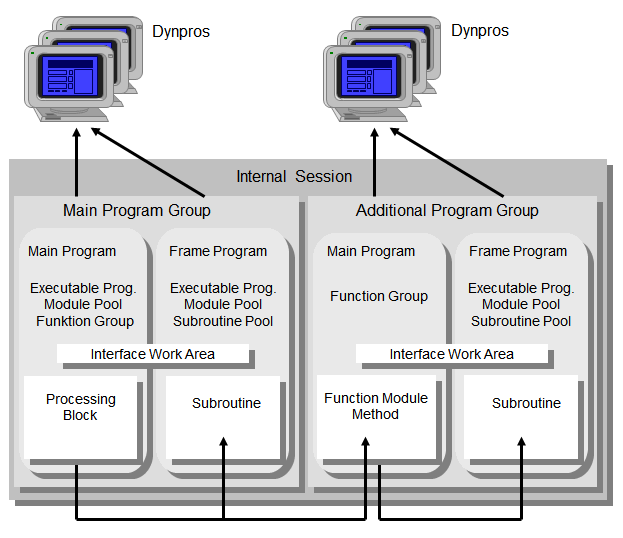 Dynpros
Dynpros
Internal Session
Main Program Group
Additional Program Group
Main Program
Executable Prog.
Module Pool
Funktion Group
Frame Program
Executable Prog.
Module Pool
Subroutine Pool
Main Program
Function Group
Frame Program
Executable Prog.
Module Pool
Subroutine Pool
Interface Work Area
Interface Work Area
Processing
Block
Subroutine
Function Module
Method
Subroutine